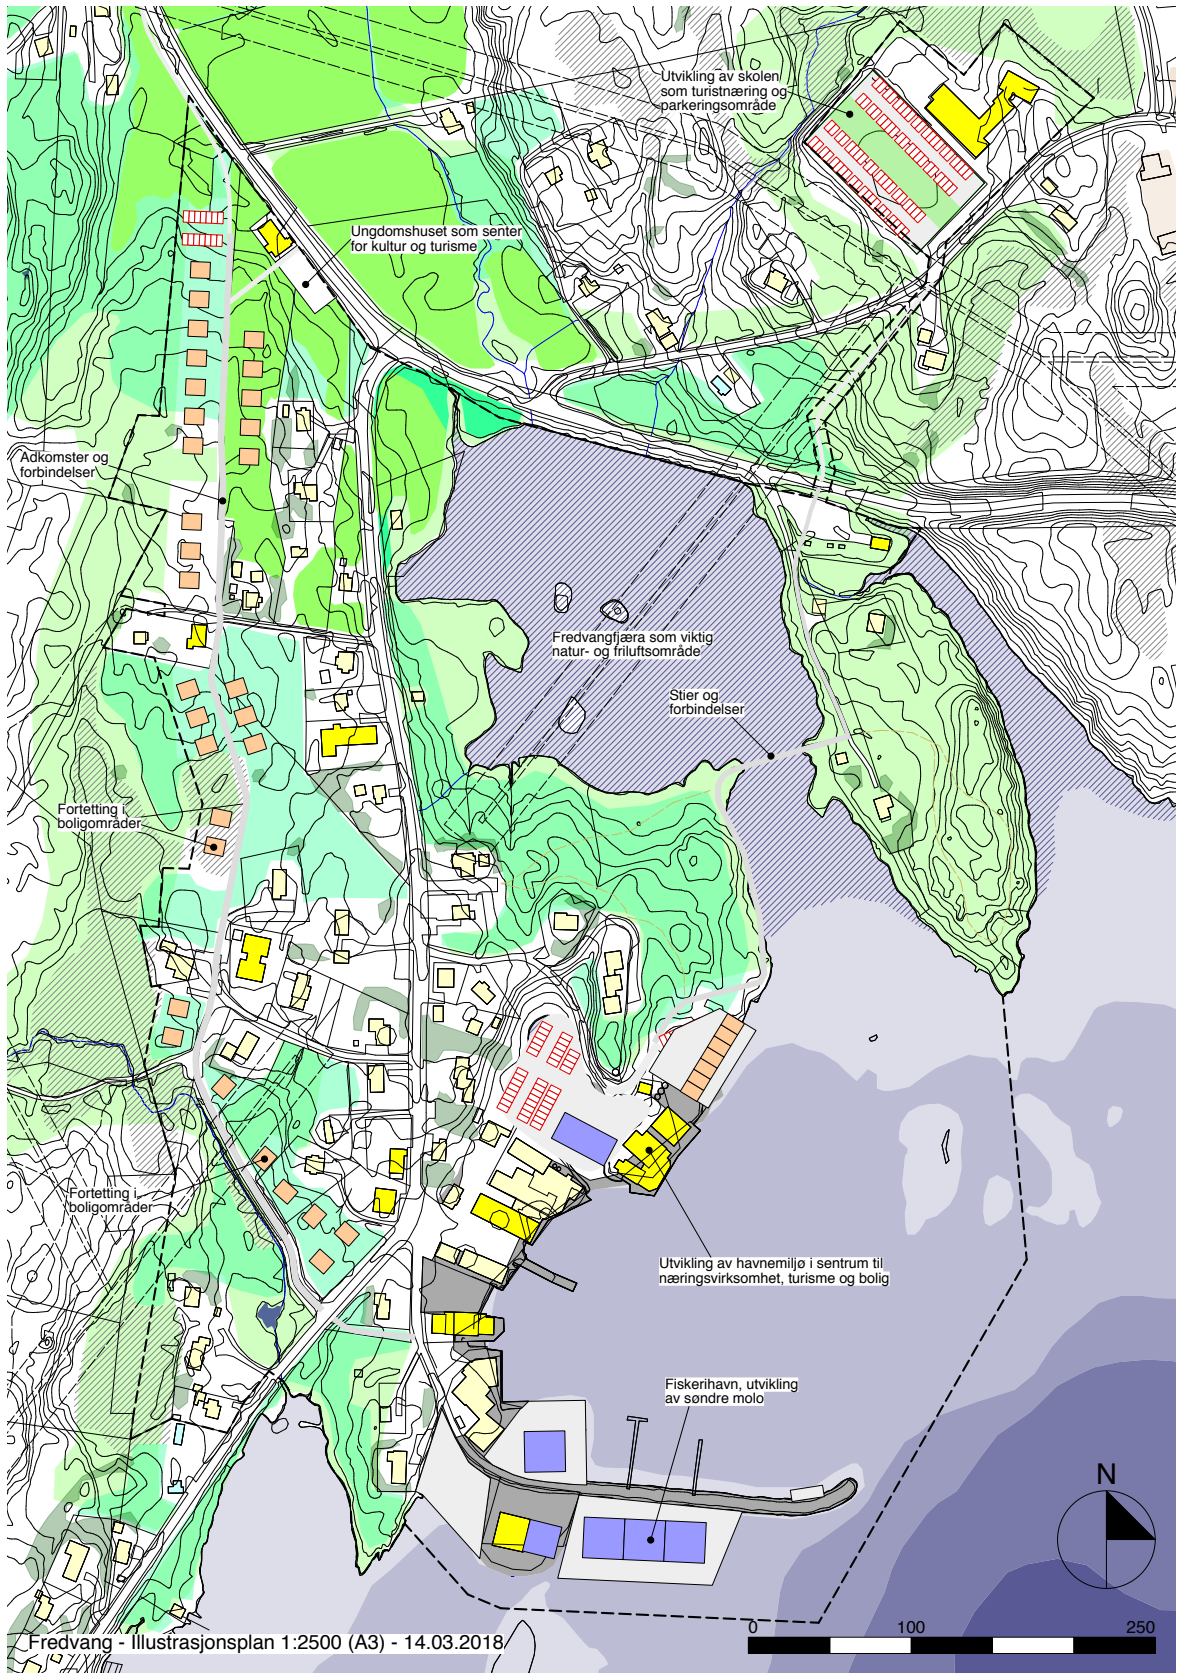 Utvikling av skolen
som turistnæring og
parkeringsområde
Ungdomshuset som senter
for kultur og turisme
Adkomster og
forbindelser
Fredvangfjæra som viktig
natur- og friluftsområde
Stier og
forbindelser
Fortetting i
boligområder
Fortetting i
boligområder
Utvikling av havnemiljø i sentrum til
næringsvirksomhet, turisme og bolig
Fiskerihavn, utvikling
av søndre molo
N
0 100 250
Fredvang - Illustrasjonsplan 1:2500 (A3) - 14.03.2018